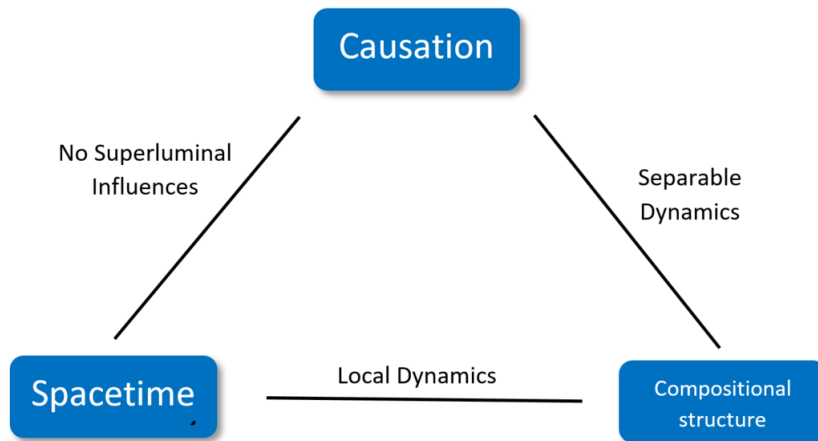 Causation
No Superluminal
Influences
Separable
Dynamics
Spacetime
Local Dynamics
Compositional
structure